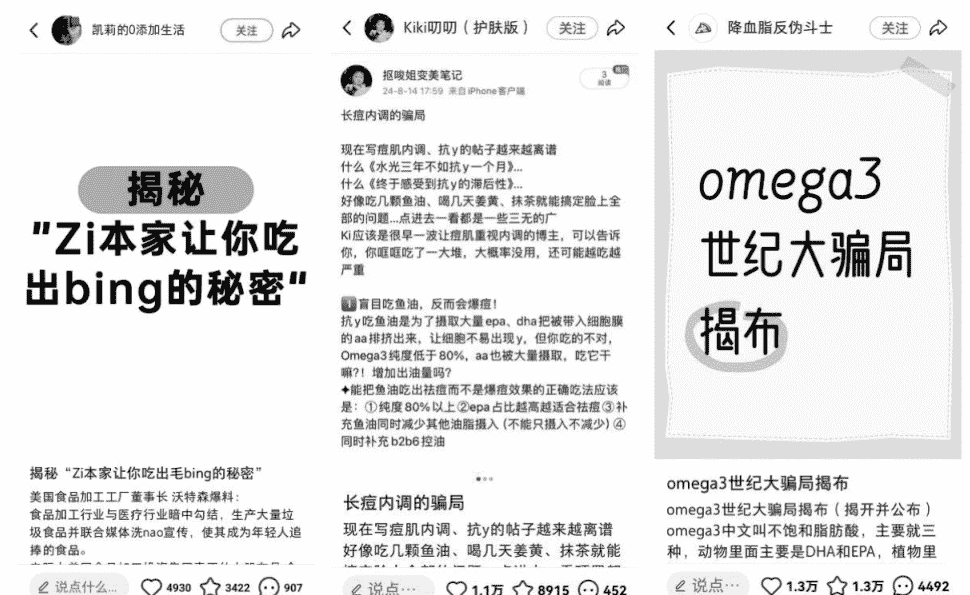 凯莉的0添加生活
关注
揭秘
"Zi本家让你吃
出bing的秘密"
揭秘“Zi本家让你吃出毛bing的秘密”
美国食品加工工厂董事长 沃特森爆料：
食品加工行业与医疗行业暗中勾结，生产大量垃
圾食品并联合媒体洗nao宣传，使其成为年轻人追
捧的食品。
说点什么...
4930
3422
907
Kiki叨叨（护肤版）
关注
抠唆姐变美笔记
24-8-14 17:59 来自iPhone客户端
3
阅读
长痘内调的骗局
现在写痘肌内调、抗y的帖子越来越离谱
什么《水光三年不如抗y一个月》...
什么《终于感受到抗y的滞后性》...
好像吃几颗鱼油、喝几天姜黄、抹茶就能搞定脸上全
部的问题...点进去一看都是一些三无的广
Ki应该是很早一波让痘肌重视内调的博主，可以告诉
你，你哐哐吃了一大堆，大概率没用，还可能越吃越
严重
1盲目吃鱼油，反而会爆痘！
抗y吃鱼油是为了摄取大量epa、dha把被带入细胞膜
的aa排挤出来，让细胞不易出现y，但你吃的不对，
Omega3纯度低于80%，aa也被大量摄取，吃它干
嘛?！增加出油量吗？
✦能把鱼油吃出祛痘而不是爆痘效果的正确吃法应该
是：①纯度80%以上②epa占比越高越适合祛痘③补
充鱼油同时减少其他油脂摄入（不能只摄入不减少）④
同时补充b2b6控油
长痘内调的骗局
现在写痘肌内调、抗y的帖子越来越离谱
好像吃几颗鱼油、喝几天姜黄、抹茶就能
说点...
1.1万
8915
452
降血脂反伪斗士
关注
omega3
世纪大骗局
揭布
omega3世纪大骗局揭布
omega3世纪大骗局揭布（揭开并公布）
omega3中文叫不饱和脂肪酸，主要就三
种，动物里面主要是DHA和EPA，植物里
说点...
1.3万
1.3万
4492